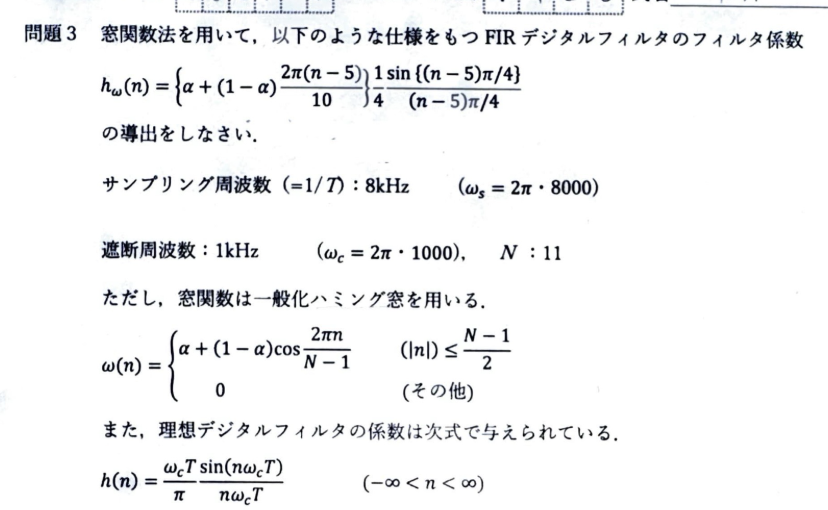 問題3 窓関数法を用いて，以下のような仕様をもつ FIR デジタルフィルタのフィルタ係数
h_ω(n) = {α + (1 − α) 2π(n − 5)/10} 1/4 sin {(n − 5)π/4}/(n − 5)π/4
の導出をしなさい．
サンプリング周波数（=1/T）：8kHz (ω_s = 2π・8000)
遮断周波数：1kHz (ω_c = 2π・1000), N：11
ただし，窓関数は一般化ハミング窓を用いる．
ω(n) = { α + (1 − α)cos 2πn/N − 1 (|n|) ≤ N − 1/2
0 (その他)
また，理想デジタルフィルタの係数は次式で与えられている．
h(n) = ω_cT/π sin(nω_cT)/nω_cT (−∞ < n < ∞)